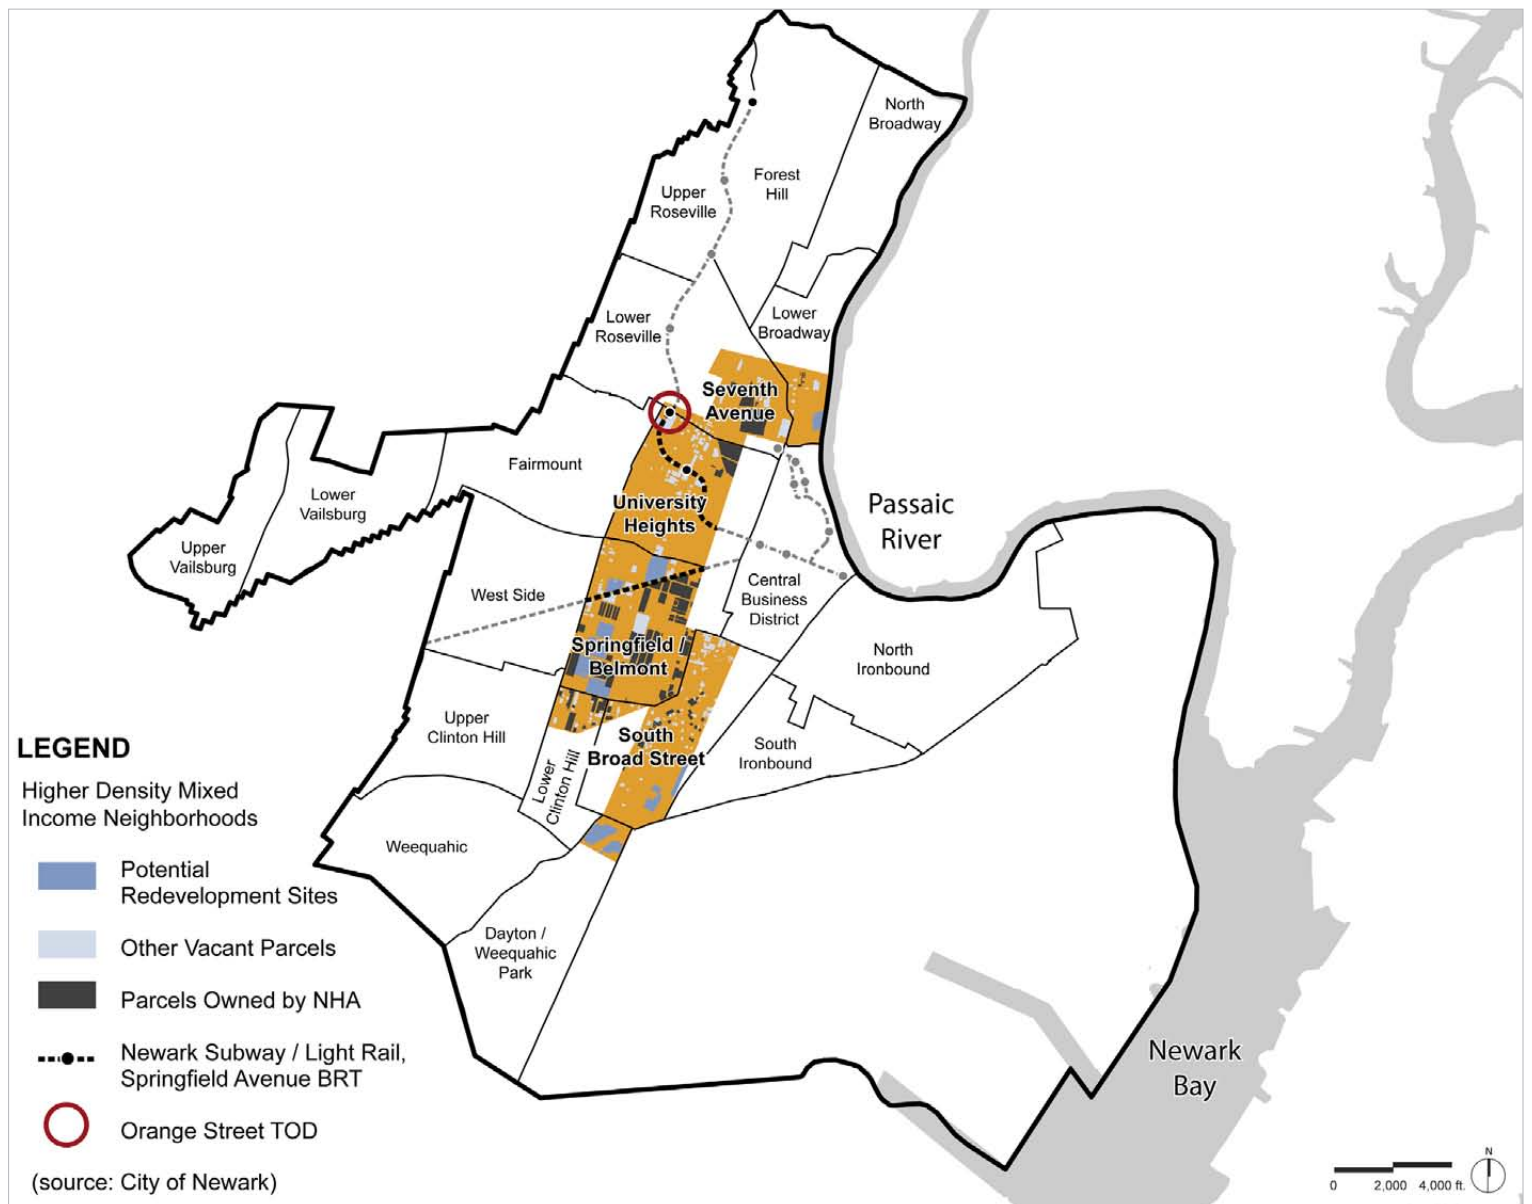 North
Broadway
Forest
Hill
Upper
Roseville
Lower
Roseville
Lower
Broadway
Seventh
Avenue
Fairmount
Lower
Vailsburg
Upper
Vailsburg
University
Heights
Passaic
River
West Side
Central
Business
District
Springfield /
Belmont
North
Ironbound
Upper
Clinton Hill
South
Broad Street
South
Ironbound
Lower
Clinton Hill
Weequahic
Dayton /
Weequahic
Park
Newark
Bay
LEGEND
Higher Density Mixed
Income Neighborhoods
Potential
Redevelopment Sites
Other Vacant Parcels
Parcels Owned by NHA
Newark Subway / Light Rail,
Springfield Avenue BRT
Orange Street TOD
(source: City of Newark)
N
0 2,000 4,000 ft.